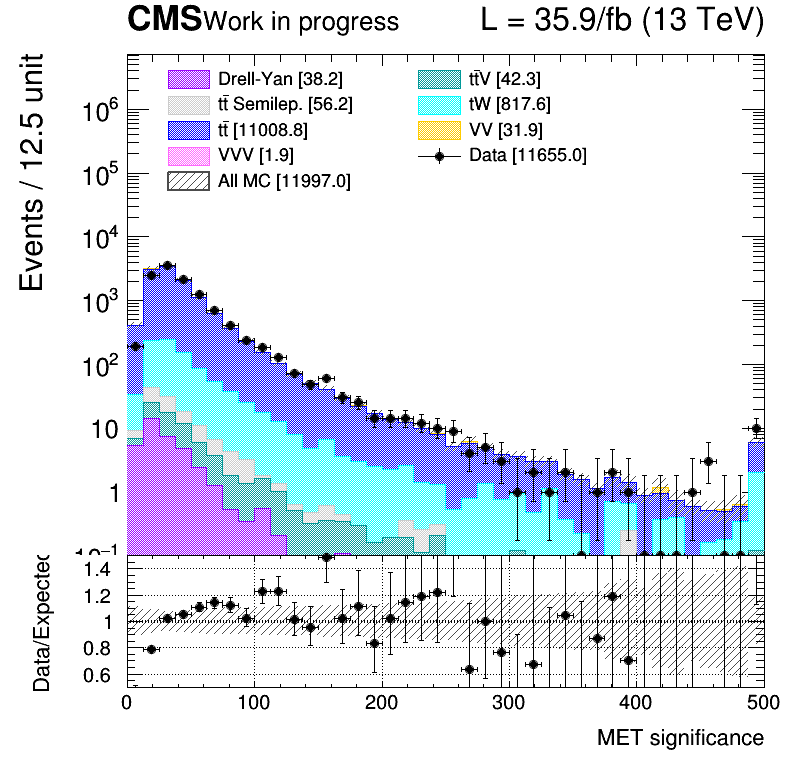 CMS Work in progress L = 35.9/fb (13 TeV)
Events / 12.5 unit
Drell-Yan [38.2] tt̄V [42.3]
tt̄ Semilep. [56.2] tW [817.6]
tt̄ [11008.8] VV [31.9]
VVV [1.9] Data [11655.0]
All MC [11997.0]
10⁶
10⁵
10⁴
10³
10²
10
1
10⁻¹
Data/Expected
1.4
1.2
1
0.8
0.6
0 100 200 300 400 500
MET significance